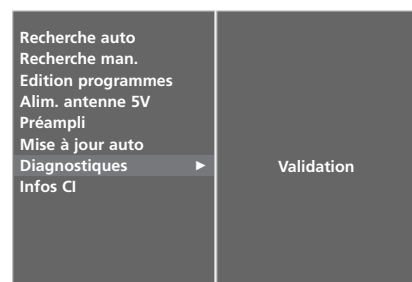 Recherche auto
Recherche man.
Edition programmes
Alim. antenne 5V
Préampli
Mise à jour auto
Diagnostiques ►
Infos CI
Validation